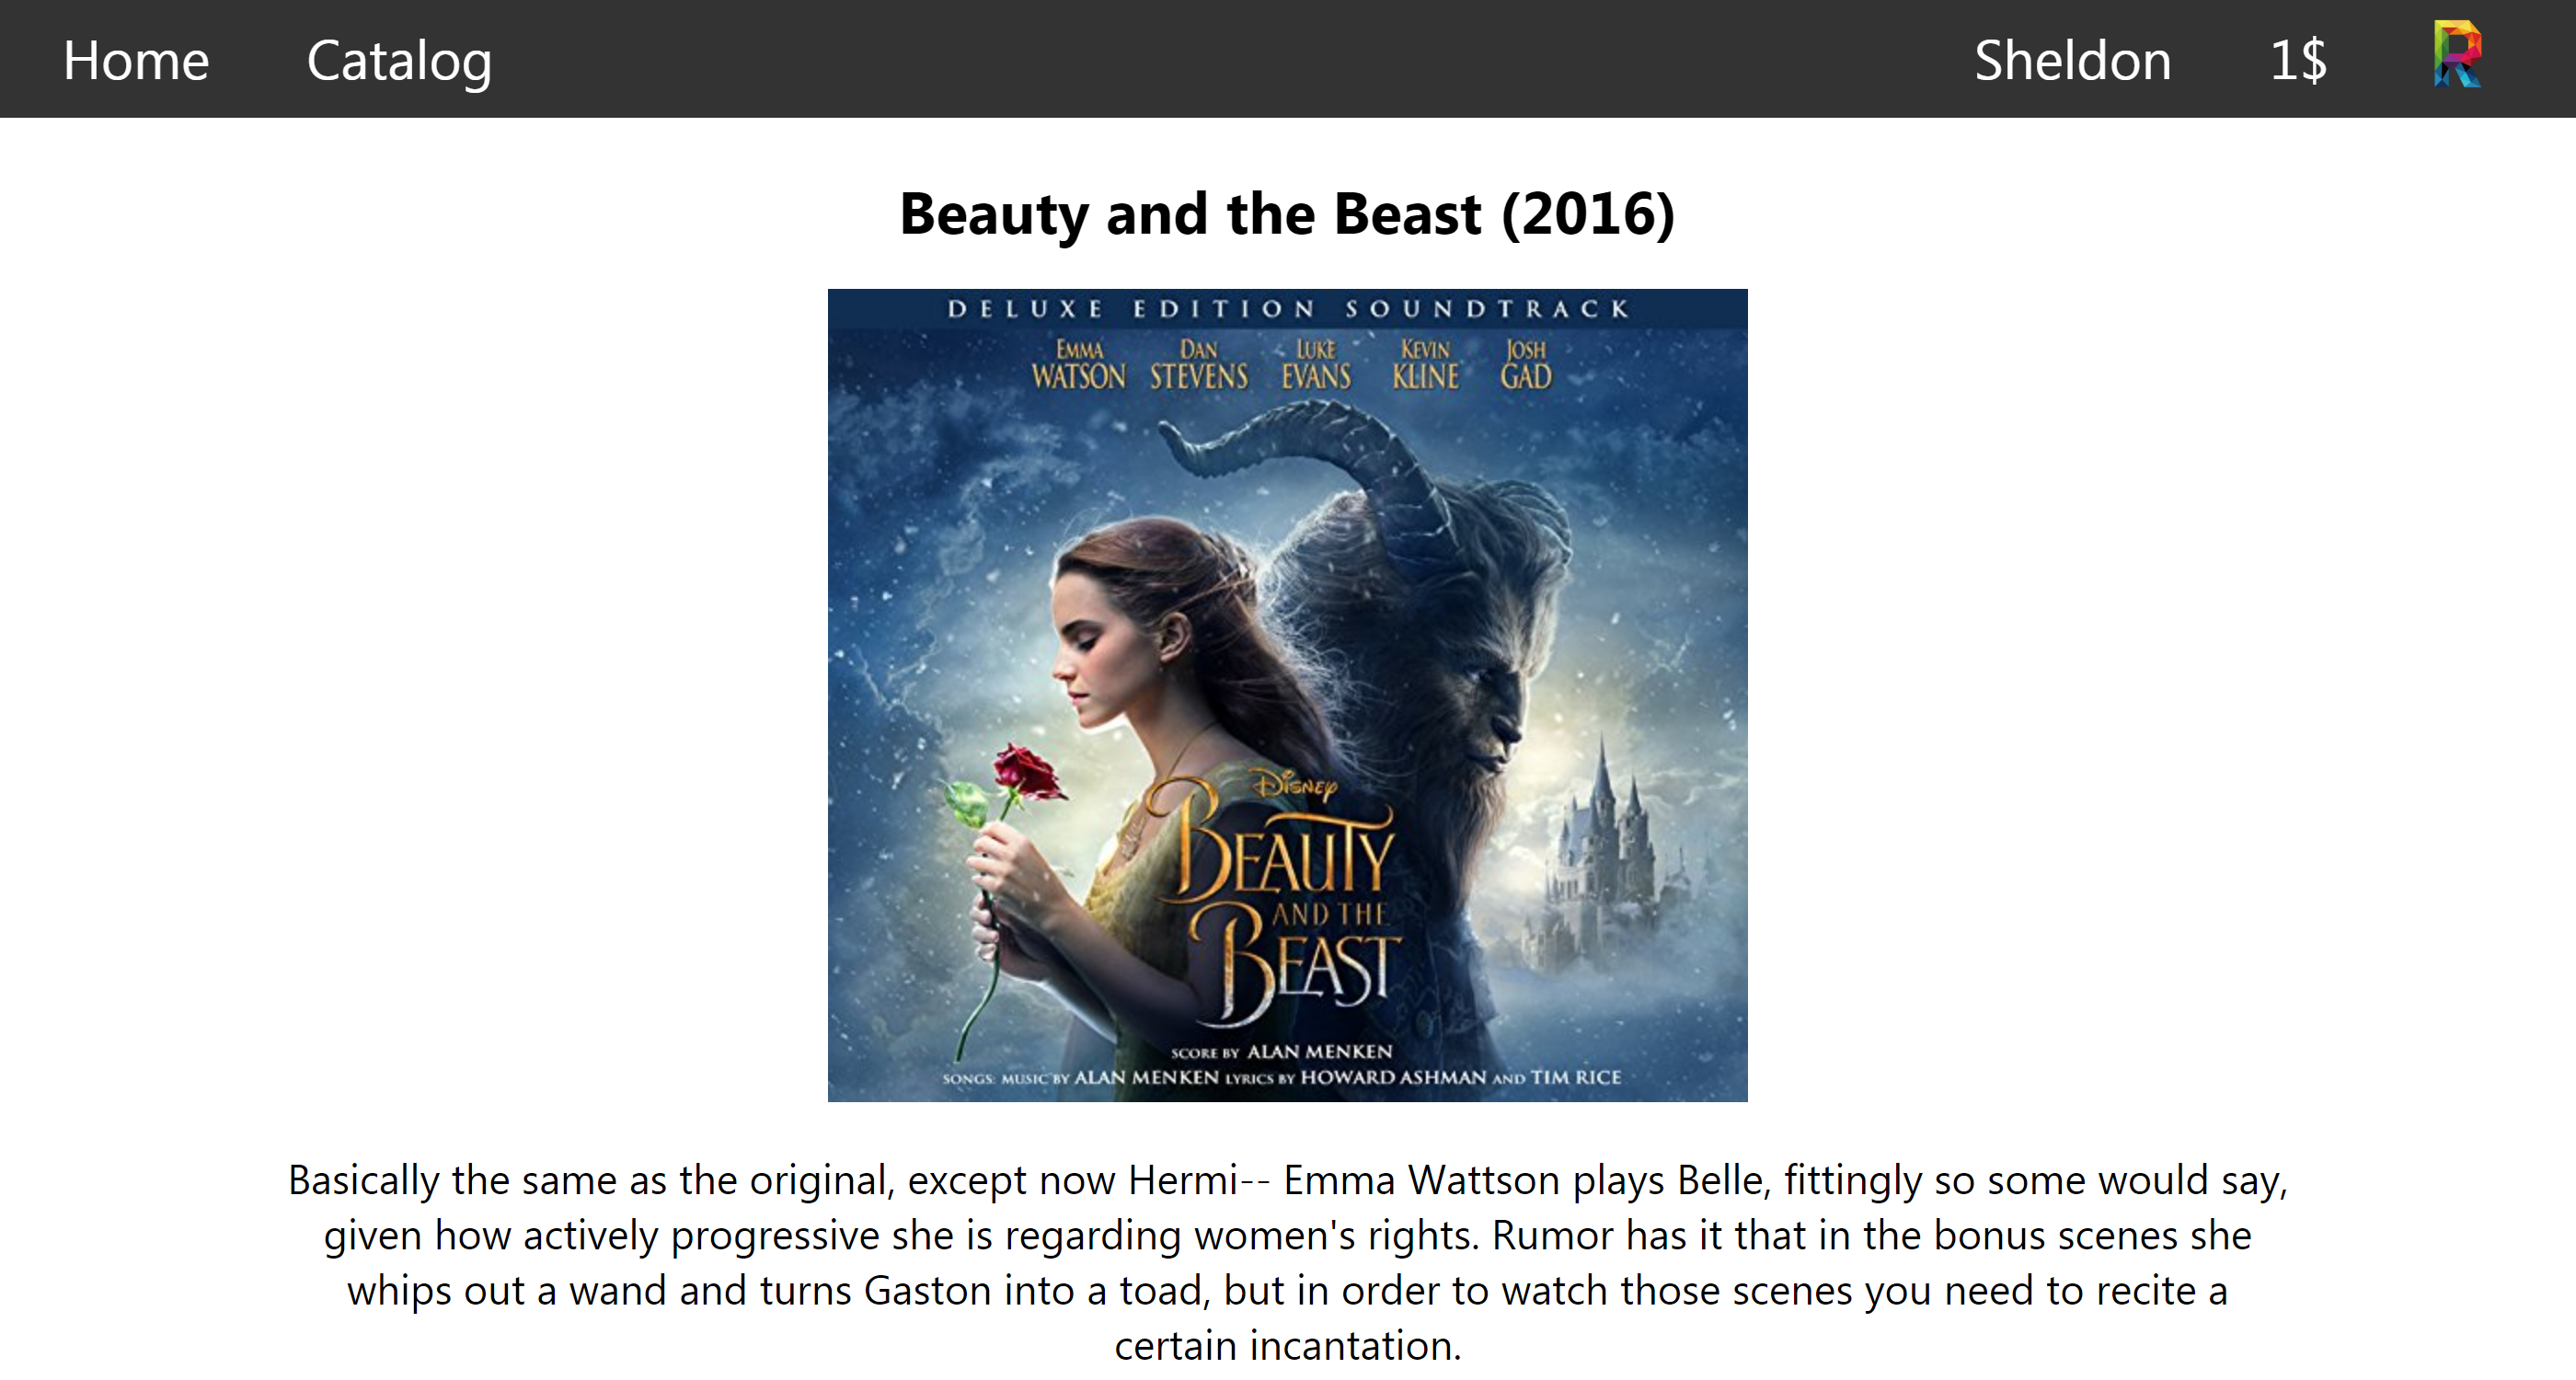 Home Catalog Sheldon 1$ R
Beauty and the Beast (2016)
DELUXE EDITION SOUNDTRACK
EMMA WATSON DAN STEVENS LUKE EVANS KEVIN KLINE JOSH GAD
DISNEY
BEAUTY
AND THE
BEAST
SCORE BY ALAN MENKEN
SONGS: MUSIC BY ALAN MENKEN LYRICS BY HOWARD ASHMAN AND TIM RICE
Basically the same as the original, except now Hermi-- Emma Wattson plays Belle, fittingly so some would say,
given how actively progressive she is regarding women's rights. Rumor has it that in the bonus scenes she
whips out a wand and turns Gaston into a toad, but in order to watch those scenes you need to recite a
certain incantation.